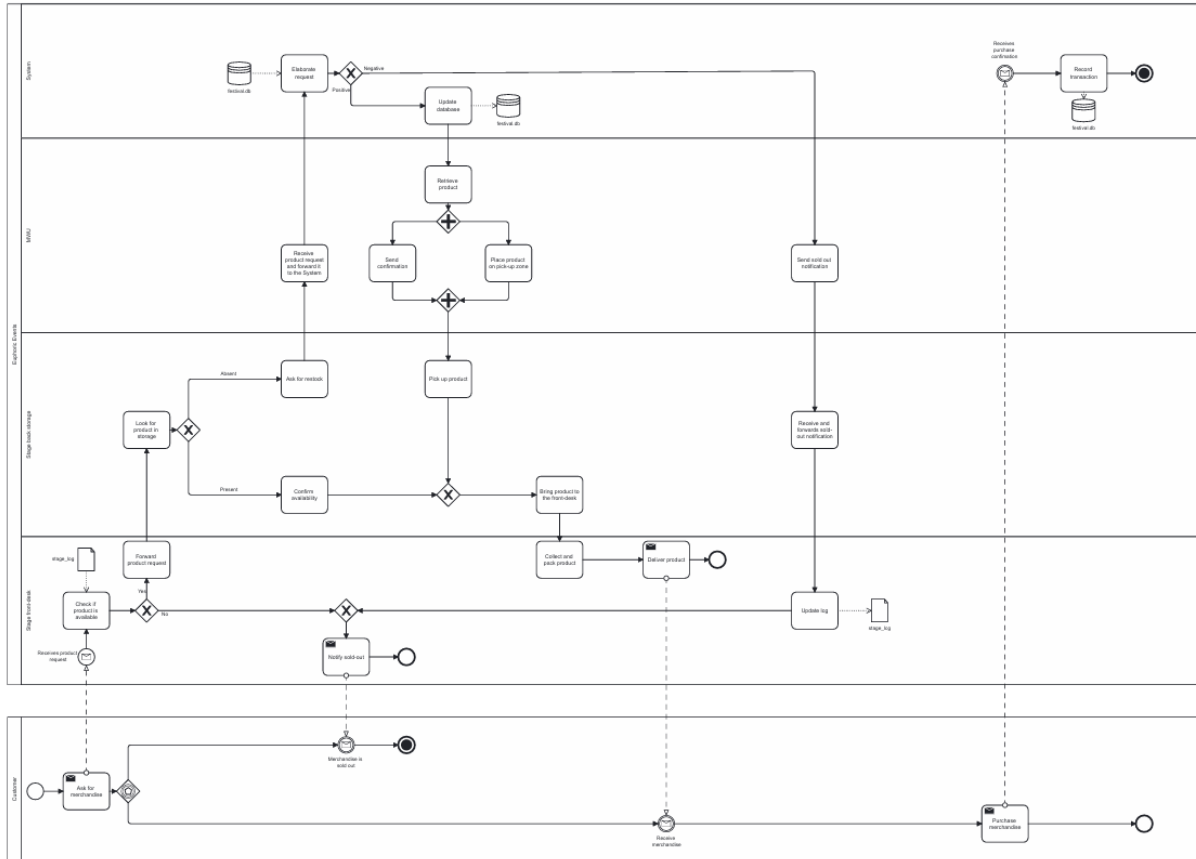 Euphoric Events
System
festival.db
Elaborate
request
Negative
Positive
Update
database
festival.db
Receives
purchase
confirmation
Record
transaction
festival.db
MWU
Retrieve
product
Receive
product request
and forward it
to the System
Send
confirmation
Place product
on pick-up zone
Send sold out
notification
Stage back storage
Absent
Ask for restock
Pick up product
Look for
product in
storage
Receive and
forwards sold-
out notification
Present
Confirm
availability
Bring product to
the front-desk
Stage front-desk
stage_log
Forward
product request
Collect and
pack product
Deliver product
Yes
Check if
product is
available
No
Update log
stage_log
Receives product
request
Notify sold-out
Customer
Merchandise is
sold out
Ask for
merchandise
Receive
merchandise
Purchase
merchandise